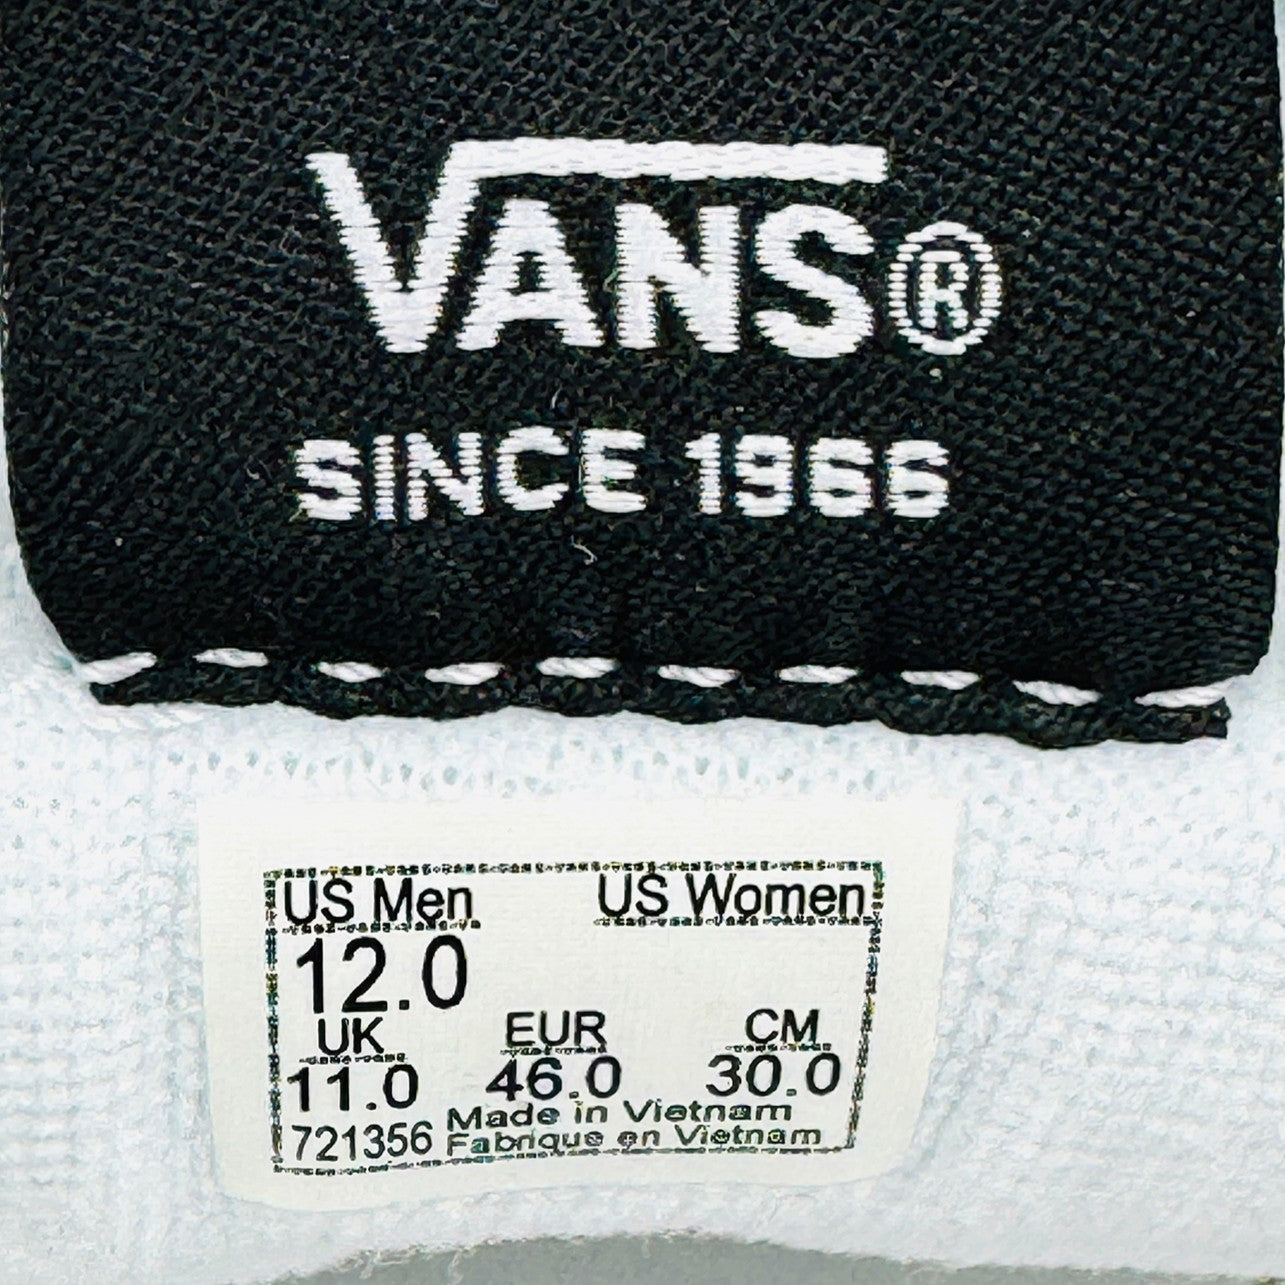 VANS®
SINCE 1966
US Men US Women
12.0
UK EUR CM
11.0 46.0 30.0
721356 Made in Vietnam
Fabrique en Vietnam